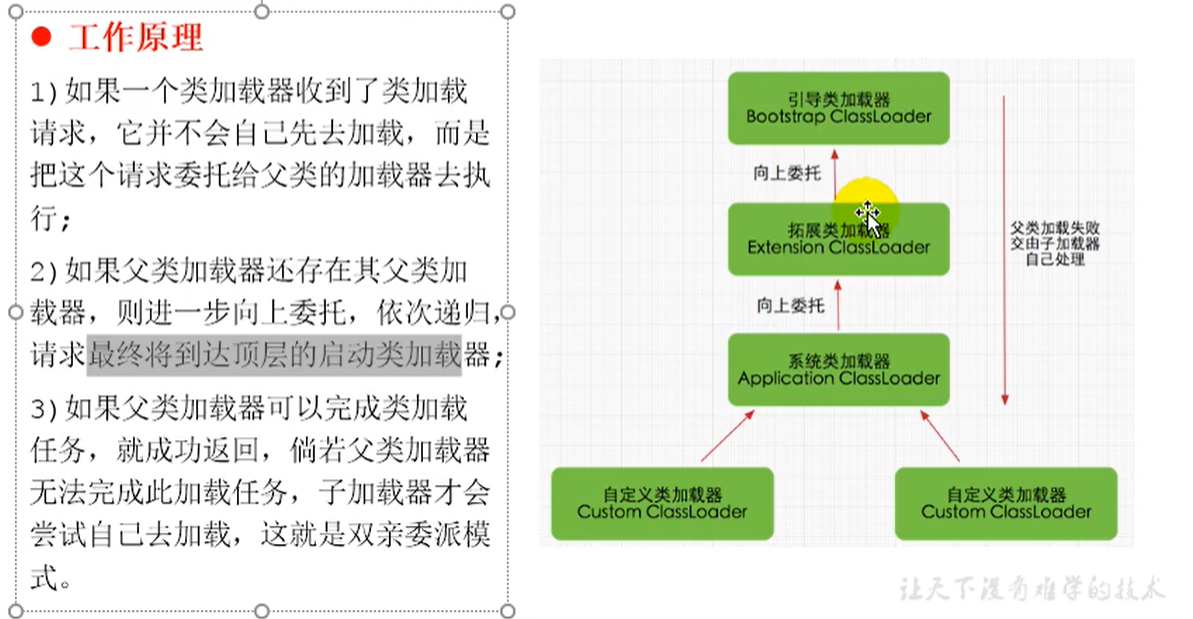 工作原理
1)如果一个类加载器收到了类加载
请求，它并不会自己先去加载，而是
把这个请求委托给父类的加载器去执
行；
2)如果父类加载器还存在其父类加
载器，则进一步向上委托，依次递归，
请求最终将到达顶层的启动类加载器；
3)如果父类加载器可以完成类加载
任务，就成功返回，倘若父类加载器
无法完成此加载任务，子加载器才会
尝试自己去加载，这就是双亲委派模
式。
引导类加载器
Bootstrap ClassLoader
向上委托
拓展类加载器
Extension ClassLoader
父类加载失败
交由子加载器
自己处理
向上委托
系统类加载器
Application ClassLoader
自定义类加载器
Custom ClassLoader
自定义类加载器
Custom ClassLoader
让天下没有难学的技术